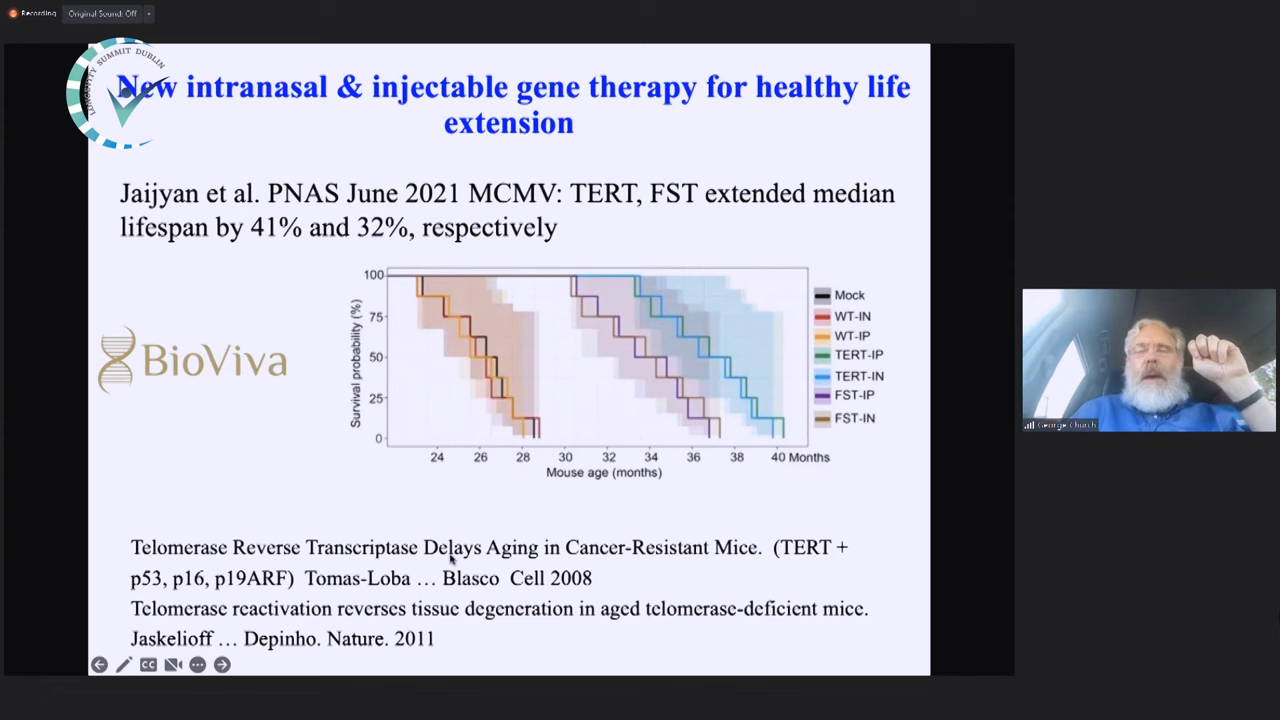 Recording
Original Sound: Off
LONGEVITY SUMMIT DUBLIN
New intranasal & injectable gene therapy for healthy life
extension
Jaijyan et al. PNAS June 2021 MCMV: TERT, FST extended median
lifespan by 41% and 32%, respectively
BioViva
Survival probability (%)
100
75
50
25
0
24 26 28 30 32 34 36 38 40 Months
Mouse age (months)
Mock
WT-IN
WT-IP
TERT-IP
TERT-IN
FST-IP
FST-IN
George Church
Telomerase Reverse Transcriptase Delays Aging in Cancer-Resistant Mice. (TERT +
p53, p16, p19ARF) Tomas-Loba … Blasco Cell 2008
Telomerase reactivation reverses tissue degeneration in aged telomerase-deficient mice.
Jaskelioff … Depinho. Nature. 2011
CC